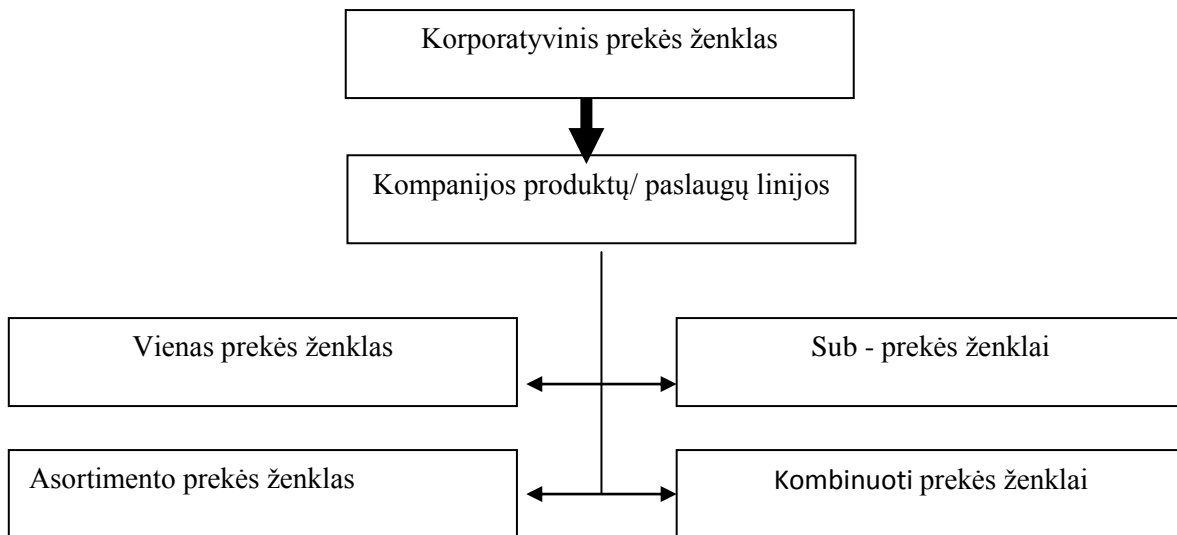 Korporatyvinis prekės ženklas
Kompanijos produktų/ paslaugų linijos
Vienas prekės ženklas
Sub - prekės ženklai
Asortimento prekės ženklas
Kombinuoti prekės ženklai